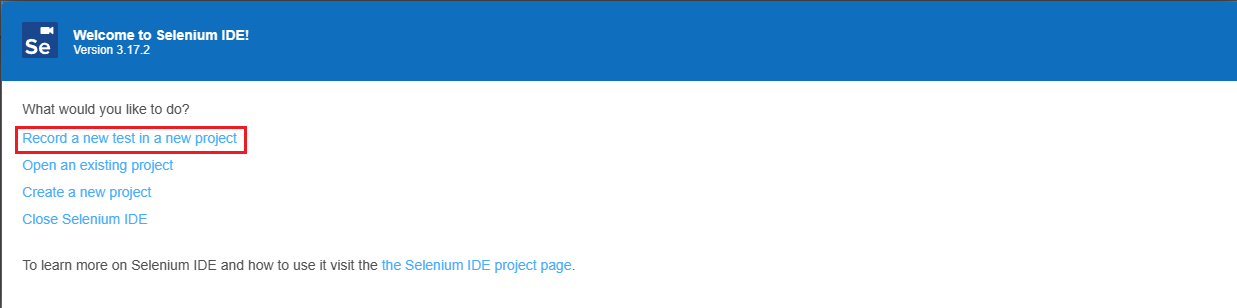 Se
Welcome to Selenium IDE!
Version 3.17.2
What would you like to do?
Record a new test in a new project
Open an existing project
Create a new project
Close Selenium IDE
To learn more on Selenium IDE and how to use it visit the the Selenium IDE project page.